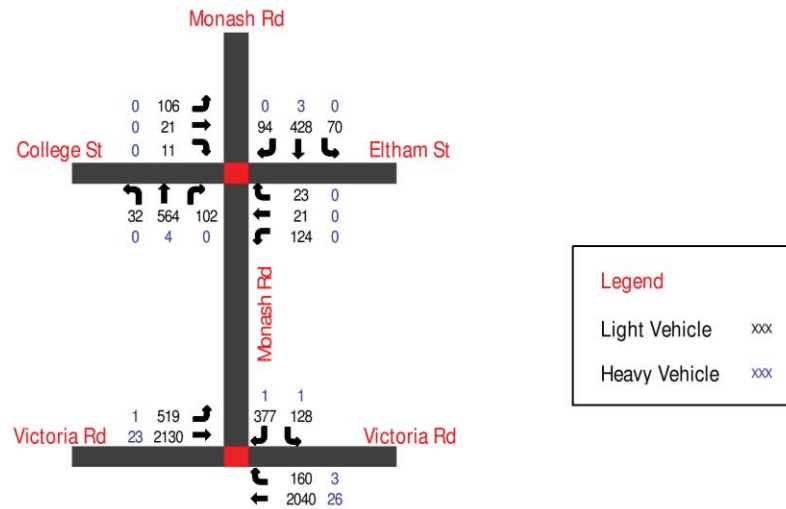 Monash Rd
0 106
0 3 0
0 21
94 428 70
College St
0 11
Eltham St
23 0
32 564 102
21 0
0 4 0
124 0
Monash Rd
Legend
Light Vehicle xxx
Heavy Vehicle xxx
1 1
1 519
377 128
Victoria Rd
23 2130
Victoria Rd
160 3
2040 26